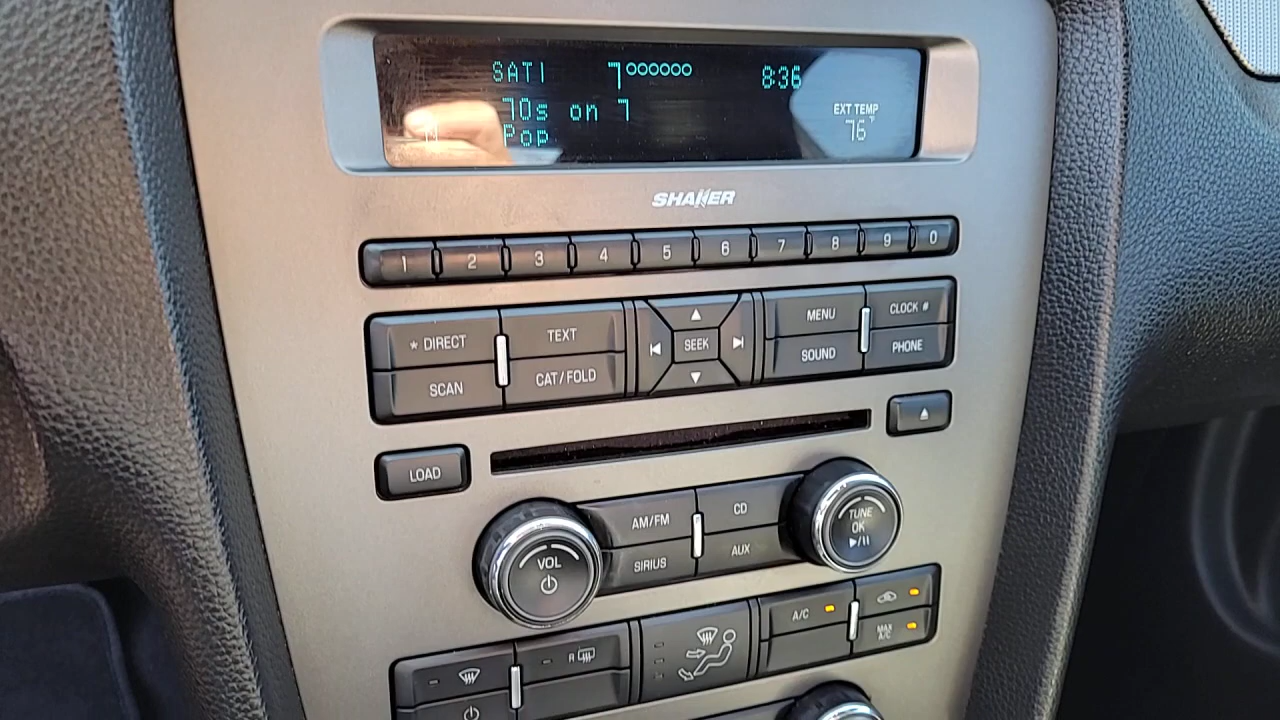 SAT1 7 8:36
70s on 7
EXT TEMP
Pop 76°F
SHAKER
1 2 3 4 5 6 7 8 9 0
* DIRECT TEXT MENU CLOCK #
SEEK
SCAN CAT/FOLD SOUND PHONE
LOAD
AM/FM CD TUNE
OK
VOL SIRIUS AUX
A/C
R MAX
A/C